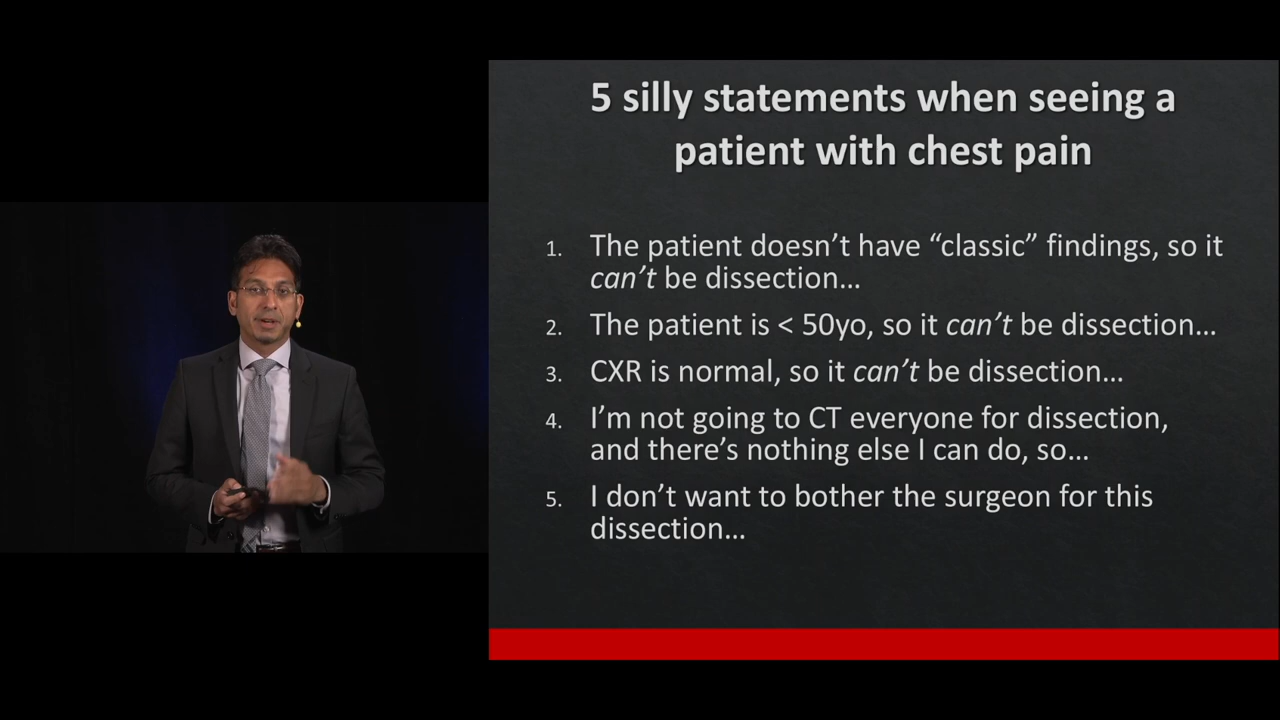 5 silly statements when seeing a
patient with chest pain
1. The patient doesn’t have “classic” findings, so it
can’t be dissection…
2. The patient is < 50yo, so it can’t be dissection…
3. CXR is normal, so it can’t be dissection…
4. I’m not going to CT everyone for dissection,
and there’s nothing else I can do, so…
5. I don’t want to bother the surgeon for this
dissection…